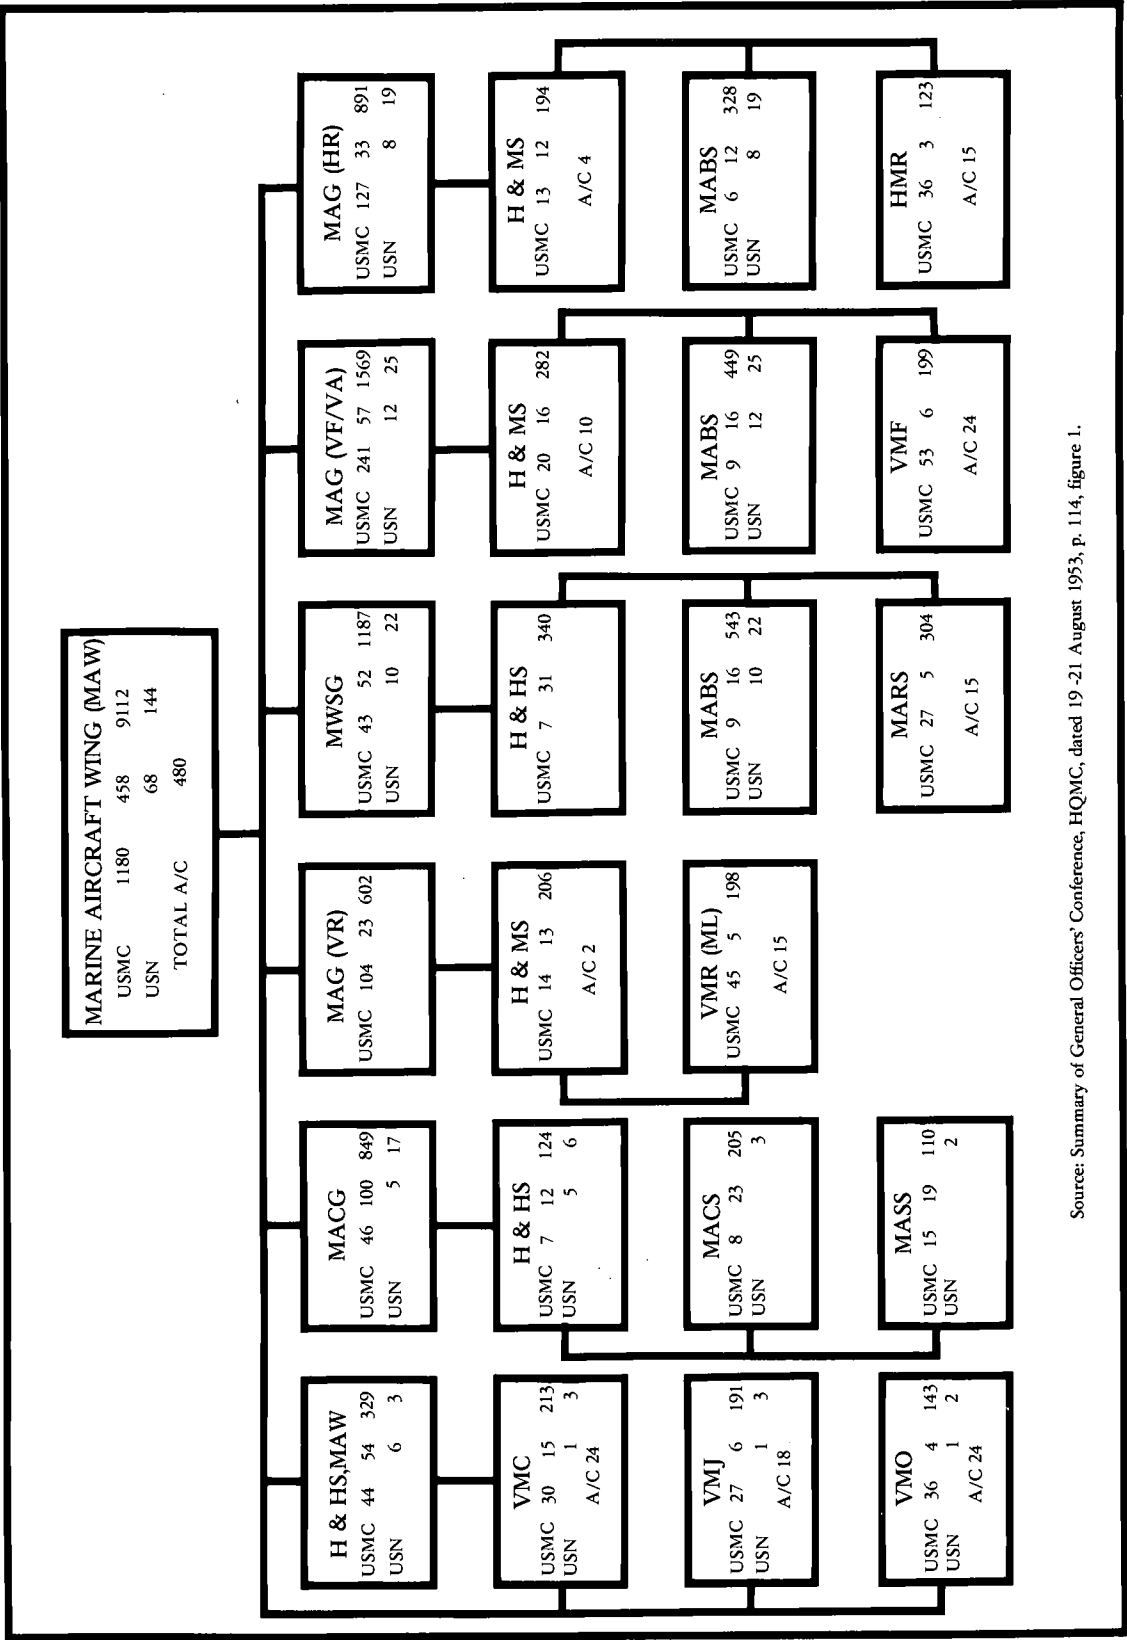 MARINE AIRCRAFT WING (MAW)
USMC 1180 458 9112
USN 68 144
TOTAL A/C 480
H & HS,MAW
USMC 44 54 329
USN 6 3
MACG
USMC 46 100 849
USN 5 17
MAG (VR)
USMC 104 23 602
MWSG
USMC 43 52 1187
USN 10 22
MAG (VF/VA)
USMC 241 57 1569
USN 12 25
MAG (HR)
USMC 127 33 891
USN 8 19
VMC
USMC 30 15 213
USN 1 3
A/C 24
H & HS
USMC 7 12 124
USN 5 6
H & MS
USMC 14 13 206
A/C 2
H & HS
USMC 7 31 340
H & MS
USMC 20 16 282
A/C 10
H & MS
USMC 13 12 194
A/C 4
VMJ
USMC 27 6 191
USN 1 3
A/C 18
MACS
USMC 8 23 205
USN 3
VMR (ML)
USMC 45 5 198
A/C 15
MABS
USMC 9 16 543
USN 10 22
MABS
USMC 9 16 449
USN 12 25
MABS
USMC 6 12 328
USN 8 19
VMO
USMC 36 4 143
USN 1 2
A/C 24
MASS
USMC 15 19 110
USN 2
MARS
USMC 27 5 304
A/C 15
VMF
USMC 53 6 199
A/C 24
HMR
USMC 36 3 123
A/C 15
Source: Summary of General Officers' Conference, HQMC, dated 19 -21 August 1953, p. 114, figure 1.